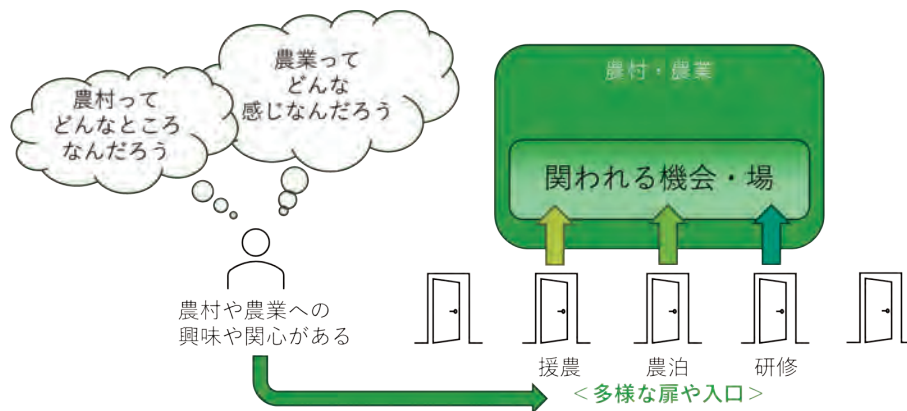 農村って
どんなところ
なんだろう
農業って
どんな
感じなんだろう
農村や農業への
興味や関心がある
農村・農業
関われる機会・場
援農
農泊
研修
＜多様な扉や入口＞